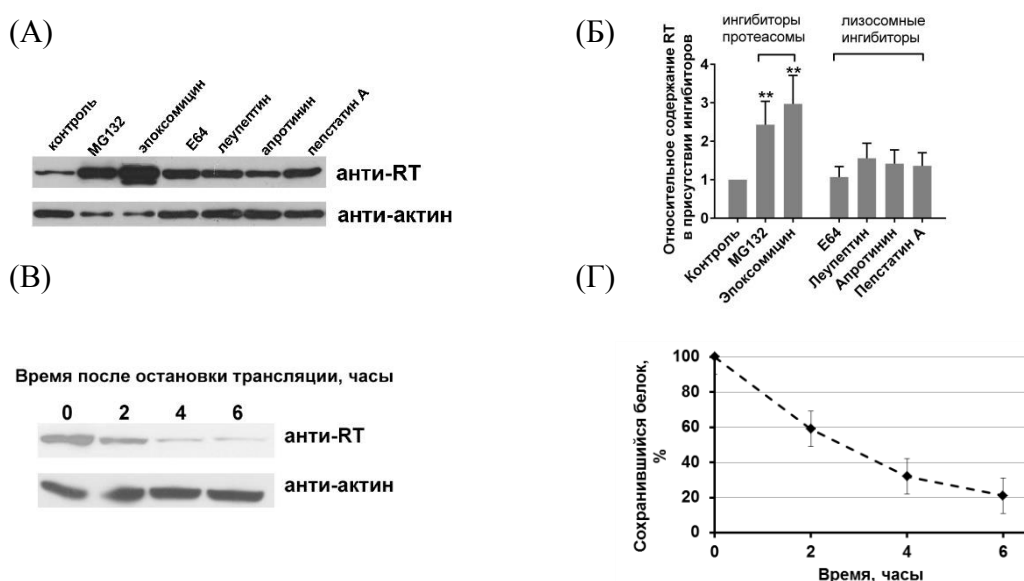 (А)
контроль
MG132
эпоксомицин
E64
леупептин
апротинин
пепстатин А
анти-RT
анти-актин
(Б)
ингибиторы
протеасомы
лизосомные
ингибиторы
Относительное содержание RT
в присутствии ингибиторов
5
4
3
2
1
0
**
**
Контроль
MG132
Эпоксомицин
E64
Леупептин
Апротинин
Пепстатин А
(В)
Время после остановки трансляции, часы
0 2 4 6
анти-RT
анти-актин
(Г)
Сохранившийся белок,
%
100
80
60
40
20
0
0 2 4 6
Время, часы